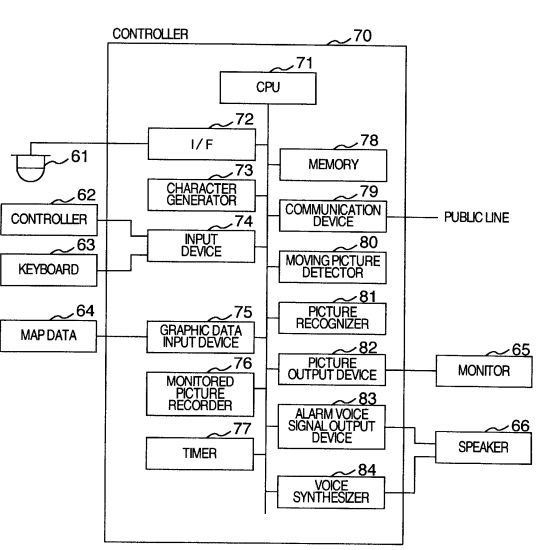 CONTROLLER
70
71
CPU
72
I/F
61
73
CHARACTER
GENERATOR
62
CONTROLLER
74
INPUT
DEVICE
63
KEYBOARD
64
MAP DATA
75
GRAPHIC DATA
INPUT DEVICE
76
MONITORED
PICTURE
RECORDER
77
TIMER
78
MEMORY
79
COMMUNICATION
DEVICE
PUBLIC LINE
80
MOVING PICTURE
DETECTOR
81
PICTURE
RECOGNIZER
82
PICTURE
OUTPUT DEVICE
65
MONITOR
83
ALARM VOICE
SIGNAL OUTPUT
DEVICE
66
SPEAKER
84
VOICE
SYNTHESIZER